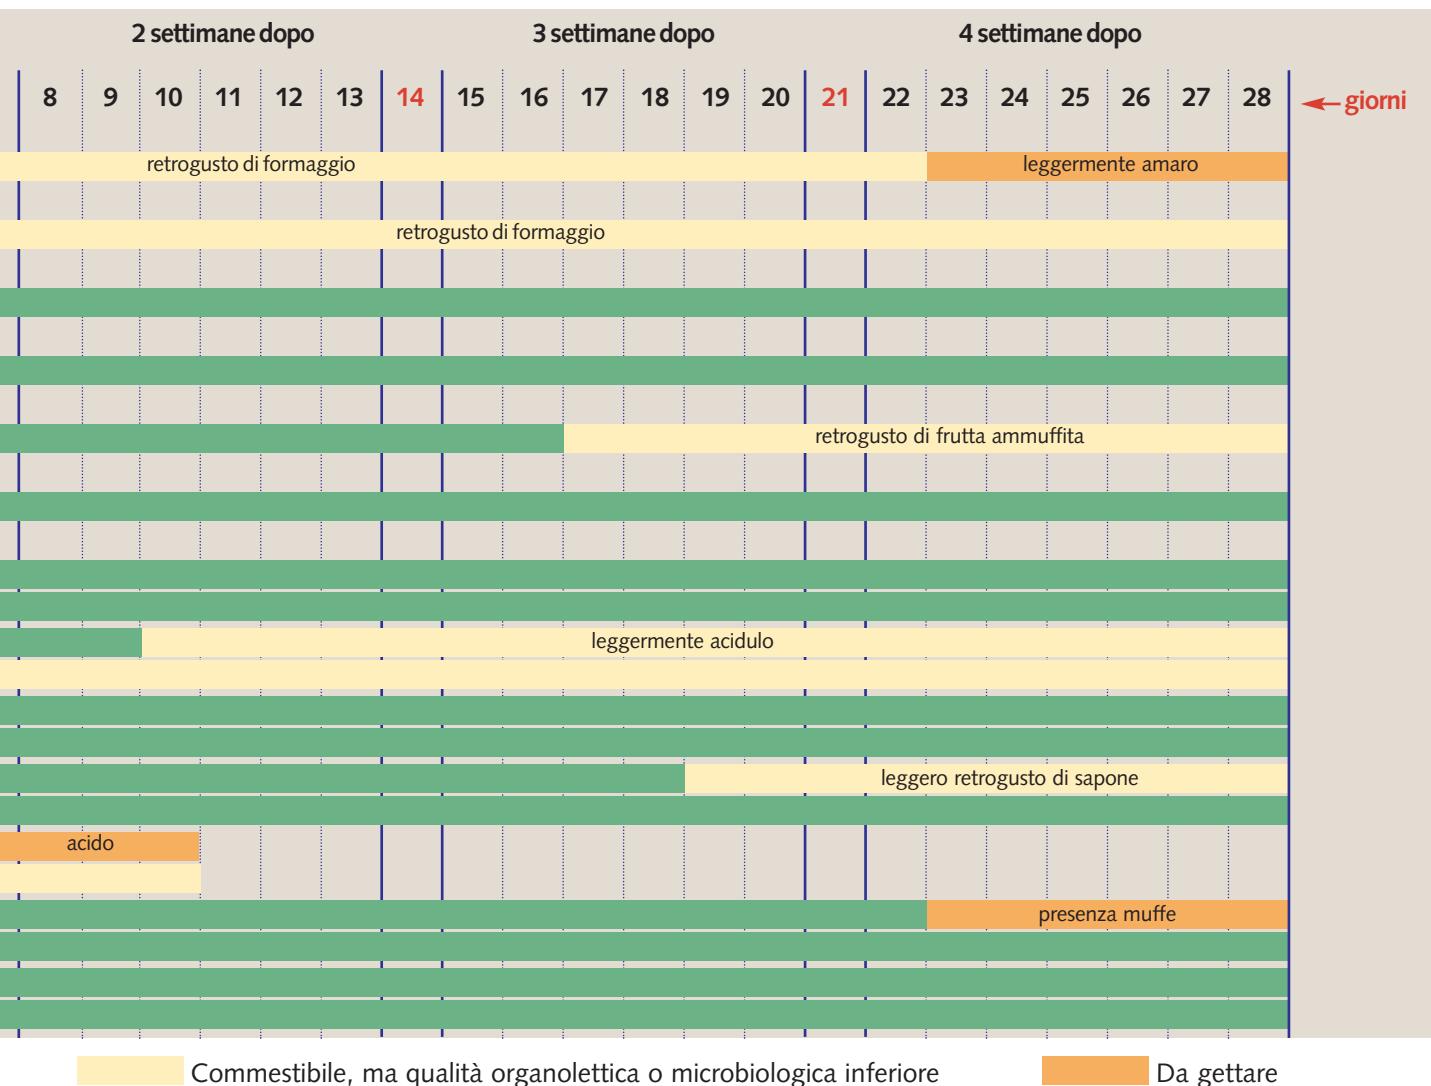 2 settimane dopo 3 settimane dopo 4 settimane dopo
8 9 10 11 12 13 14 15 16 17 18 19 20 21 22 23 24 25 26 27 28 giorni
retrogusto di formaggio leggermente amaro
retrogusto di formaggio
retrogusto di frutta ammuffita
leggermente acidulo
leggero retrogusto di sapone
acido
presenza muffe
Commestibile, ma qualità organolettica o microbiologica inferiore Da gettare